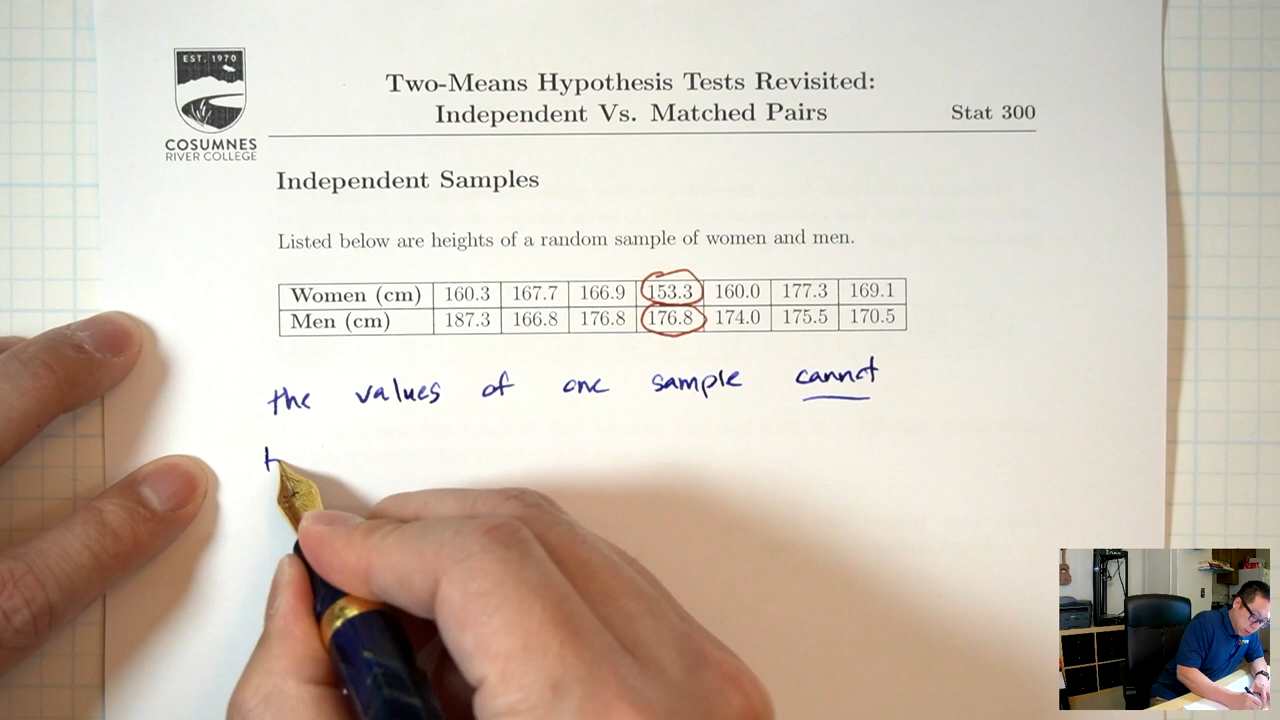 EST. 1970
COSUMNES
RIVER COLLEGE
Two-Means Hypothesis Tests Revisited:
Independent Vs. Matched Pairs
Stat 300
Independent Samples
Listed below are heights of a random sample of women and men.
Women (cm) 160.3 167.7 166.9 153.3 160.0 177.3 169.1
Men (cm) 187.3 166.8 176.8 176.8 174.0 175.5 170.5
the values of one sample cannot